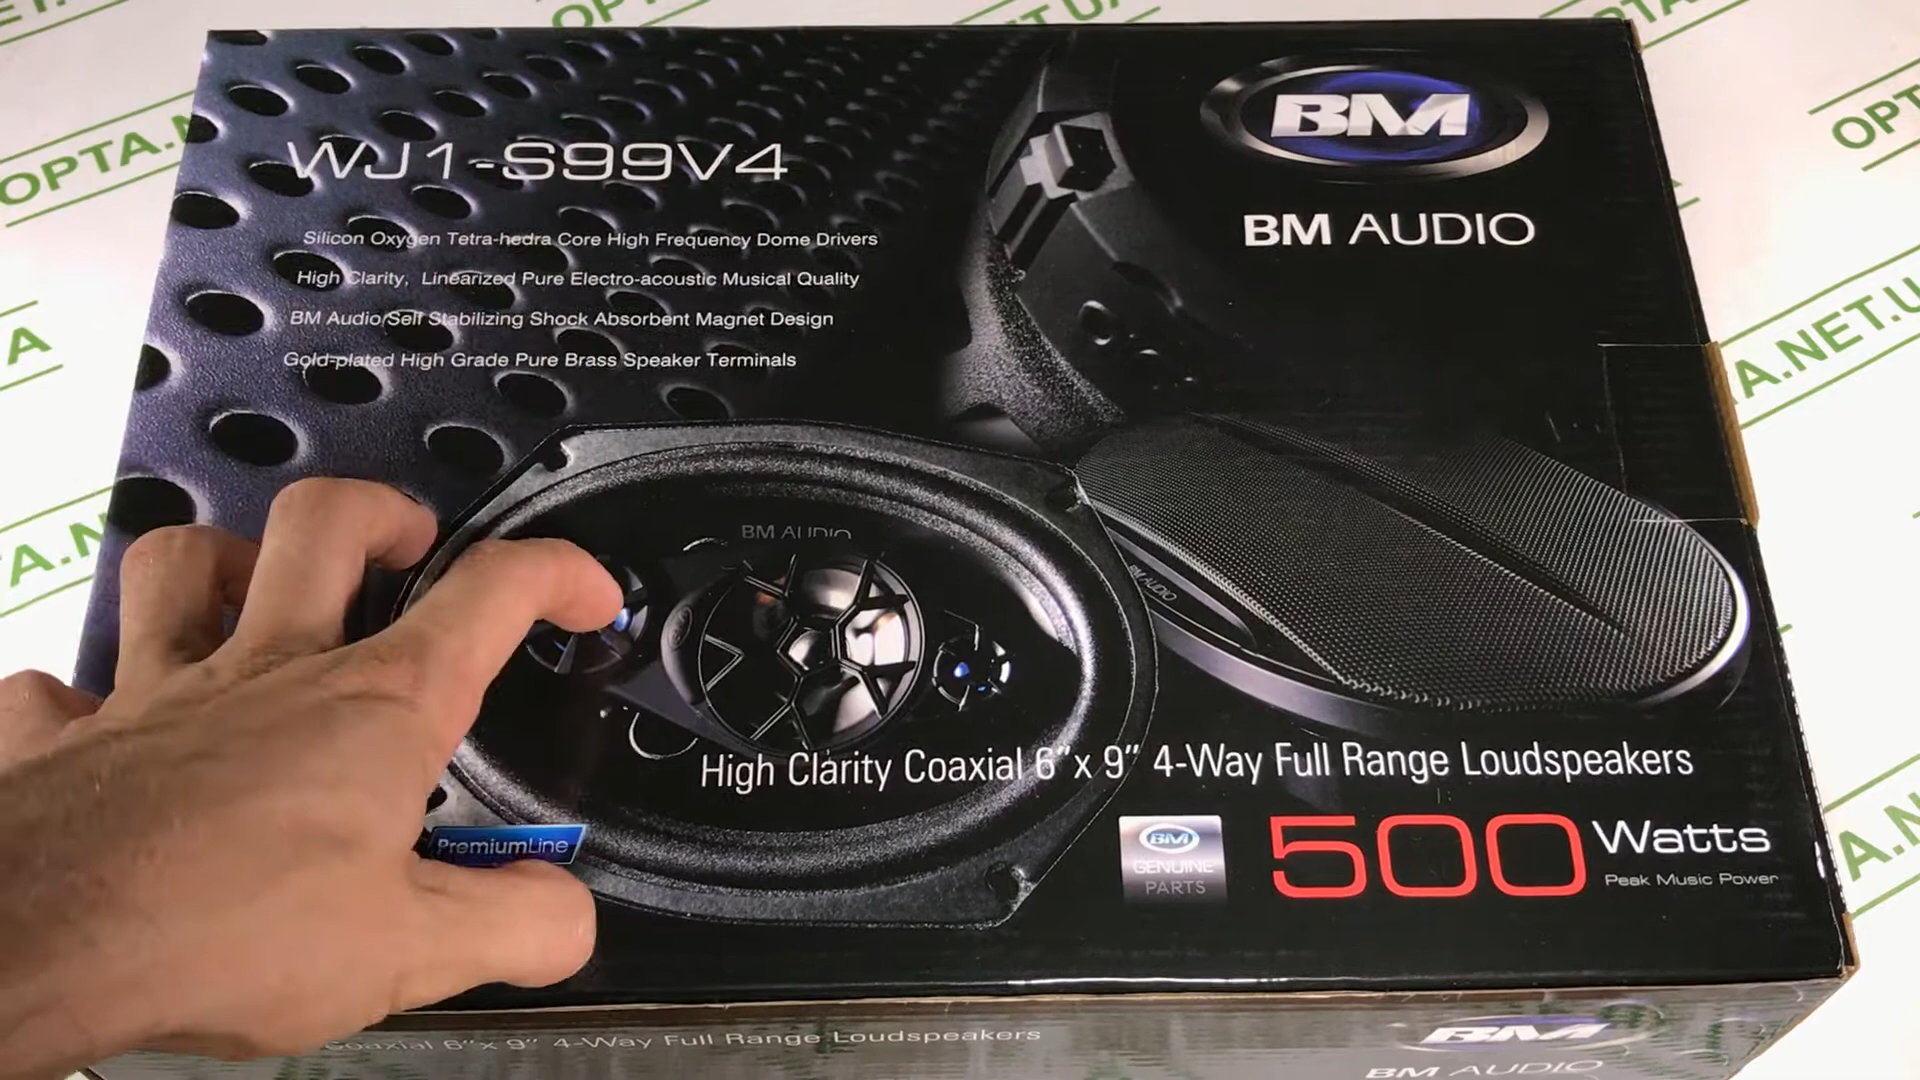 OPTA.NET.UA
WJ1-S99V4
Silicon Oxygen Tetra-hedra Core High Frequency Dome Drivers
High Clarity, Linearized Pure Electro-acoustic Musical Quality
BM Audio Self Stabilizing Shock Absorbent Magnet Design
Gold-plated High Grade Pure Brass Speaker Terminals
BM
BM AUDIO
BM AUDIO
BM AUDIO
High Clarity Coaxial 6”x 9” 4-Way Full Range Loudspeakers
PremiumLine
BM
GENUINE
PARTS
500 Watts
Peak Music Power
Coaxial 6”x 9” 4-Way Full Range Loudspeakers
BM
BM AUDIO